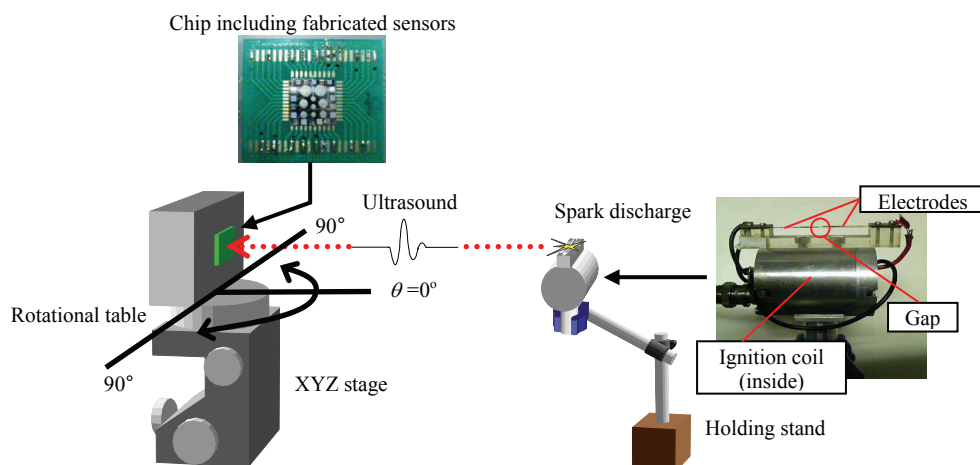 Chip including fabricated sensors
Ultrasound
90°
Spark discharge
Electrodes
θ =0°
Rotational table
Gap
Ignition coil
(inside)
90°
XYZ stage
Holding stand